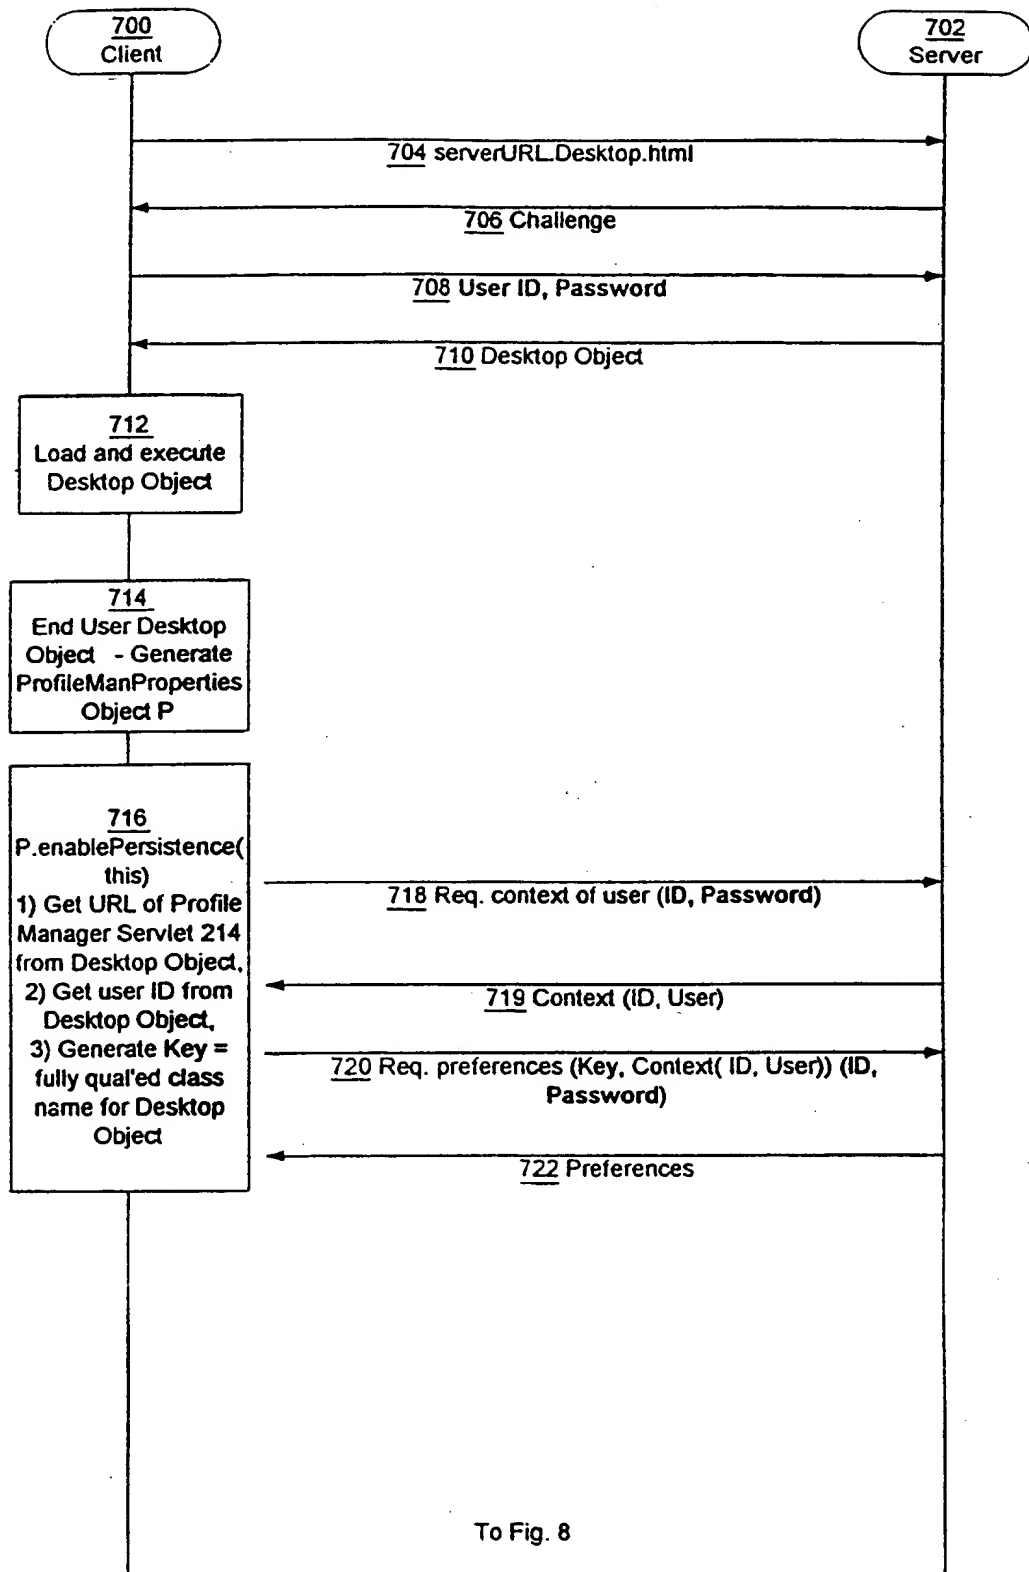 700
Client
702
Server
704 serverURL.Desktop.html
706 Challenge
708 User ID, Password
710 Desktop Object
712
Load and execute
Desktop Object
714
End User Desktop
Object - Generate
ProfileManProperties
Object P
716
P.enablePersistence(
this)
1) Get URL of Profile
Manager Servlet 214
from Desktop Object,
2) Get user ID from
Desktop Object,
3) Generate Key =
fully qual'ed class
name for Desktop
Object
718 Req. context of user (ID, Password)
719 Context (ID, User)
720 Req. preferences (Key, Context( ID, User)) (ID,
Password)
722 Preferences
To Fig. 8